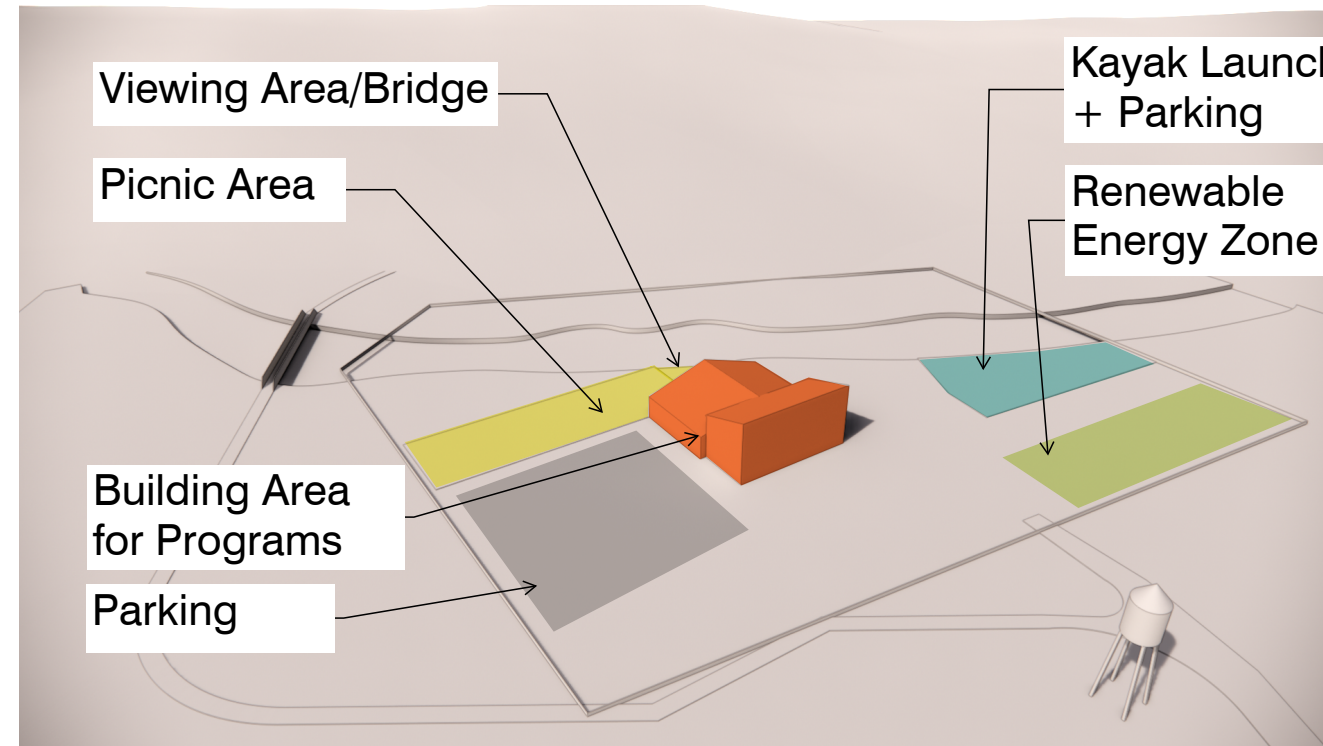 Viewing Area/Bridge
Picnic Area
Building Area
for Programs
Parking
Kayak Launch
+ Parking
Renewable
Energy Zone